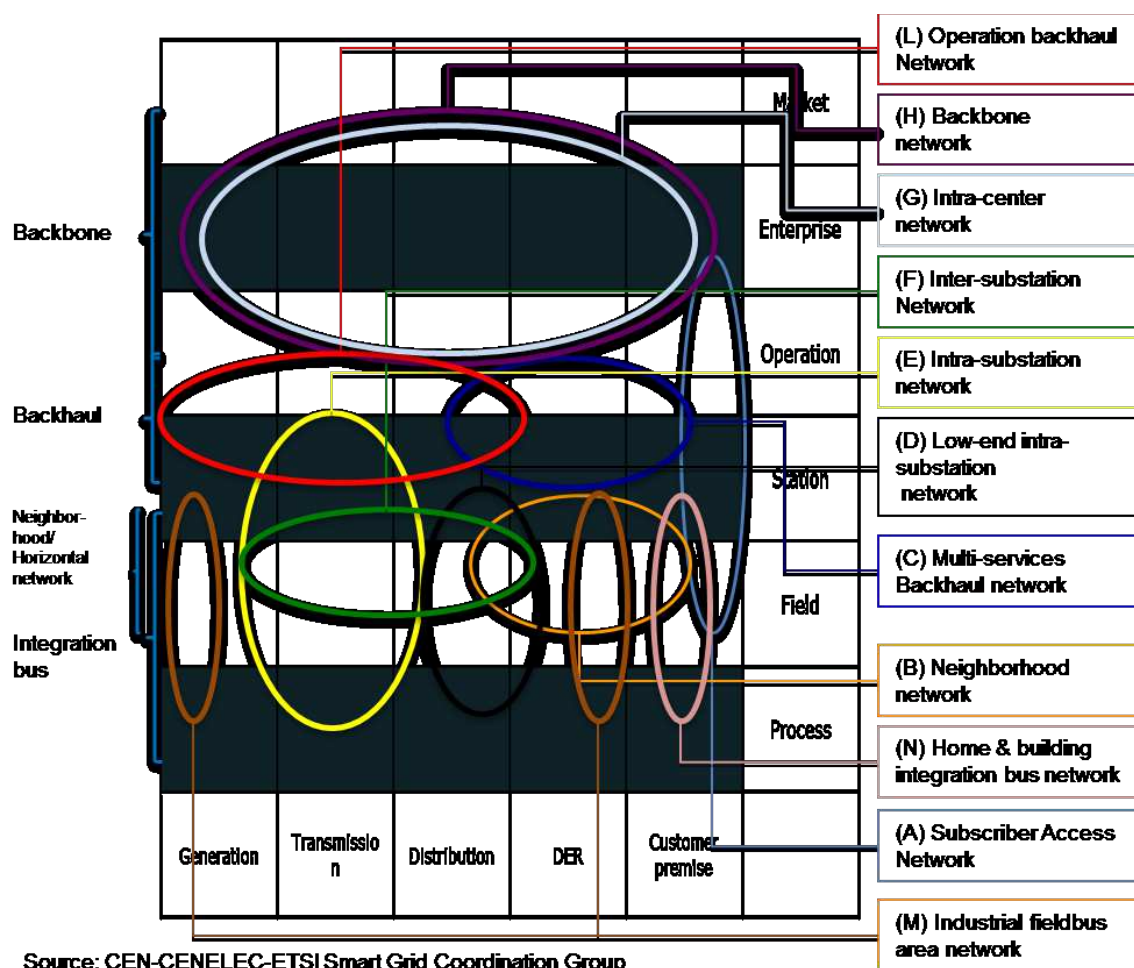 (L) Operation backhaul
Network
Market
(H) Backbone
network
(G) Intra-center
network
Backbone
Enterprise
(F) Inter-substation
Network
Operation
(E) Intra-substation
network
Backhaul
(D) Low-end intra-
substation
network
Station
Neighbor-
hood/
Horizontal
network
(C) Multi-services
Backhaul network
Field
Integration
bus
(B) Neighborhood
network
Process
(N) Home & building
integration bus network
(A) Subscriber Access
Network
Generation
Transmissio
n
Distribution
DER
Customer
premise
(M) Industrial fieldbus
area network
Source: CEN-CENELEC-ETSI Smart Grid Coordination Group